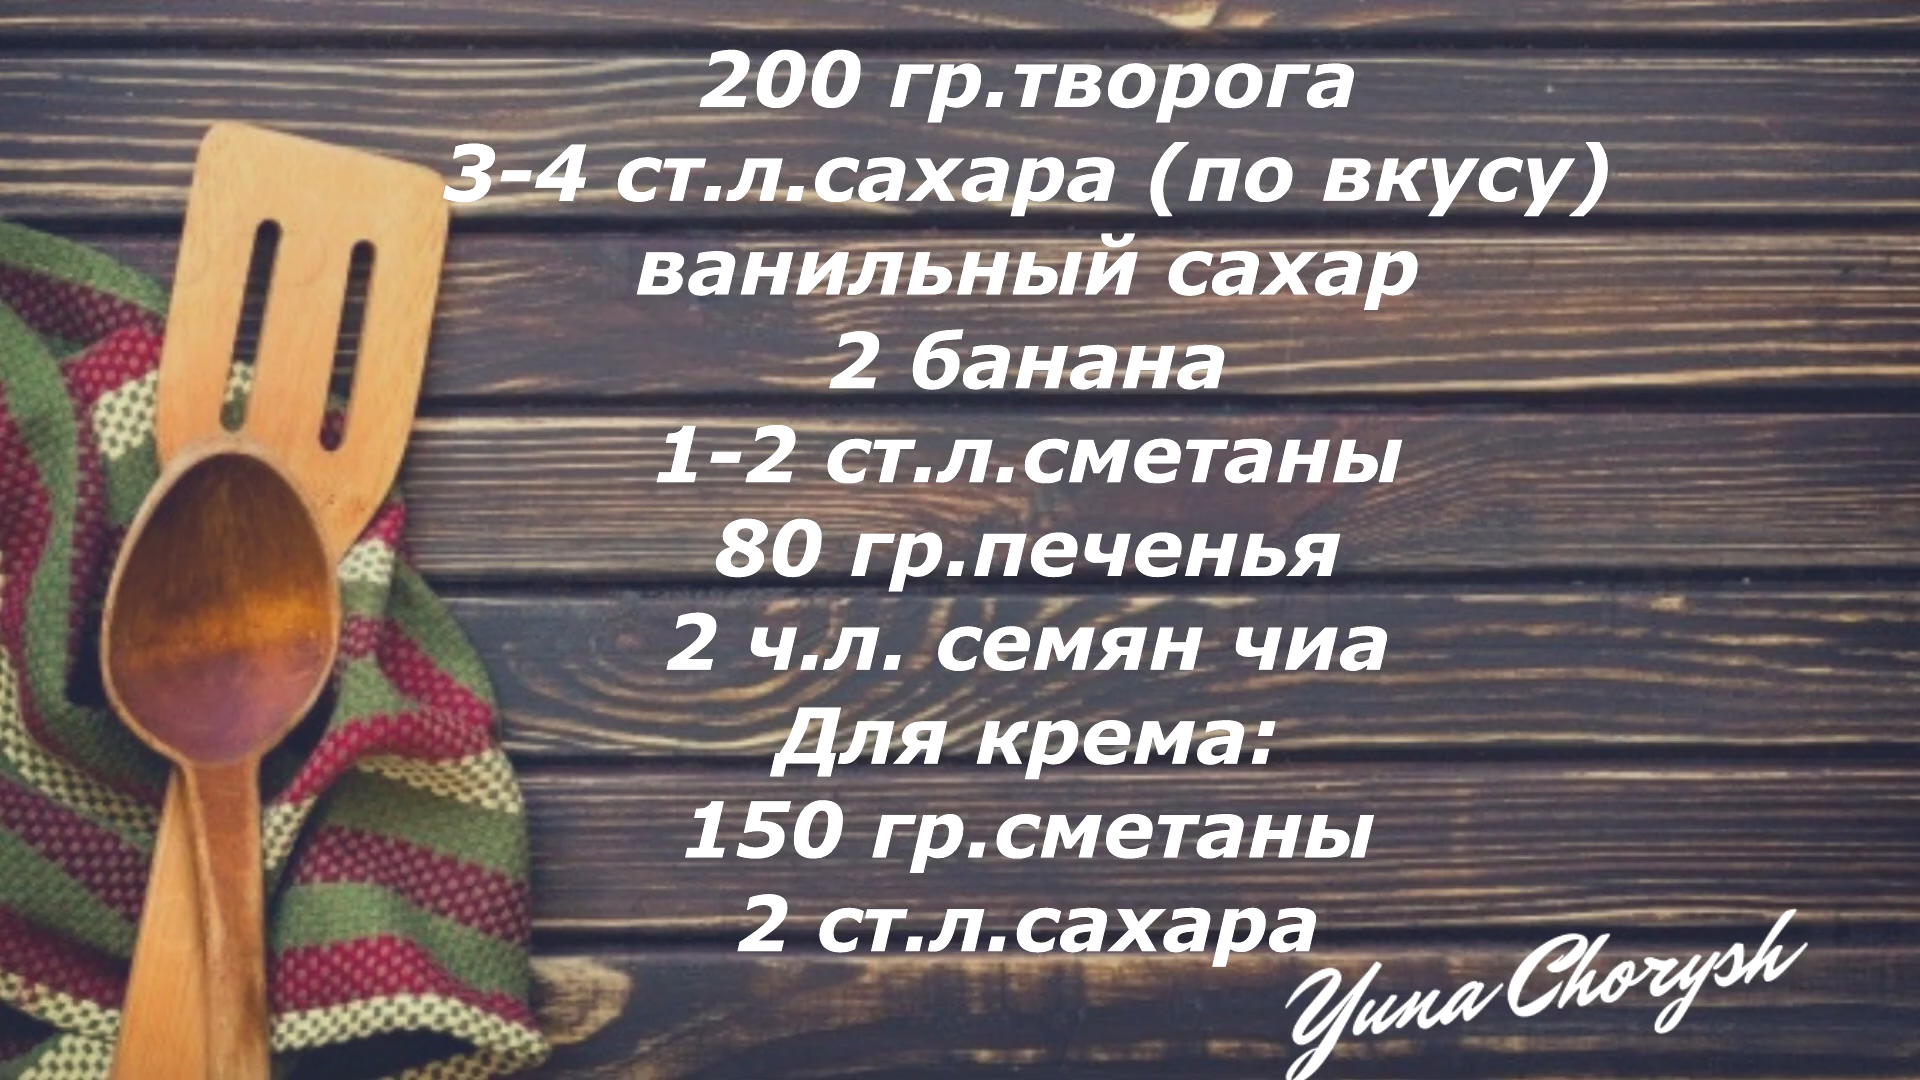 200 гр.творога
3-4 ст.л.сахара (по вкусу)
ванильный сахар
2 банана
1-2 ст.л.сметаны
80 гр.печенья
2 ч.л. семян чиа
Для крема:
150 гр.сметаны
2 ст.л.сахара
Yuna Chorysh